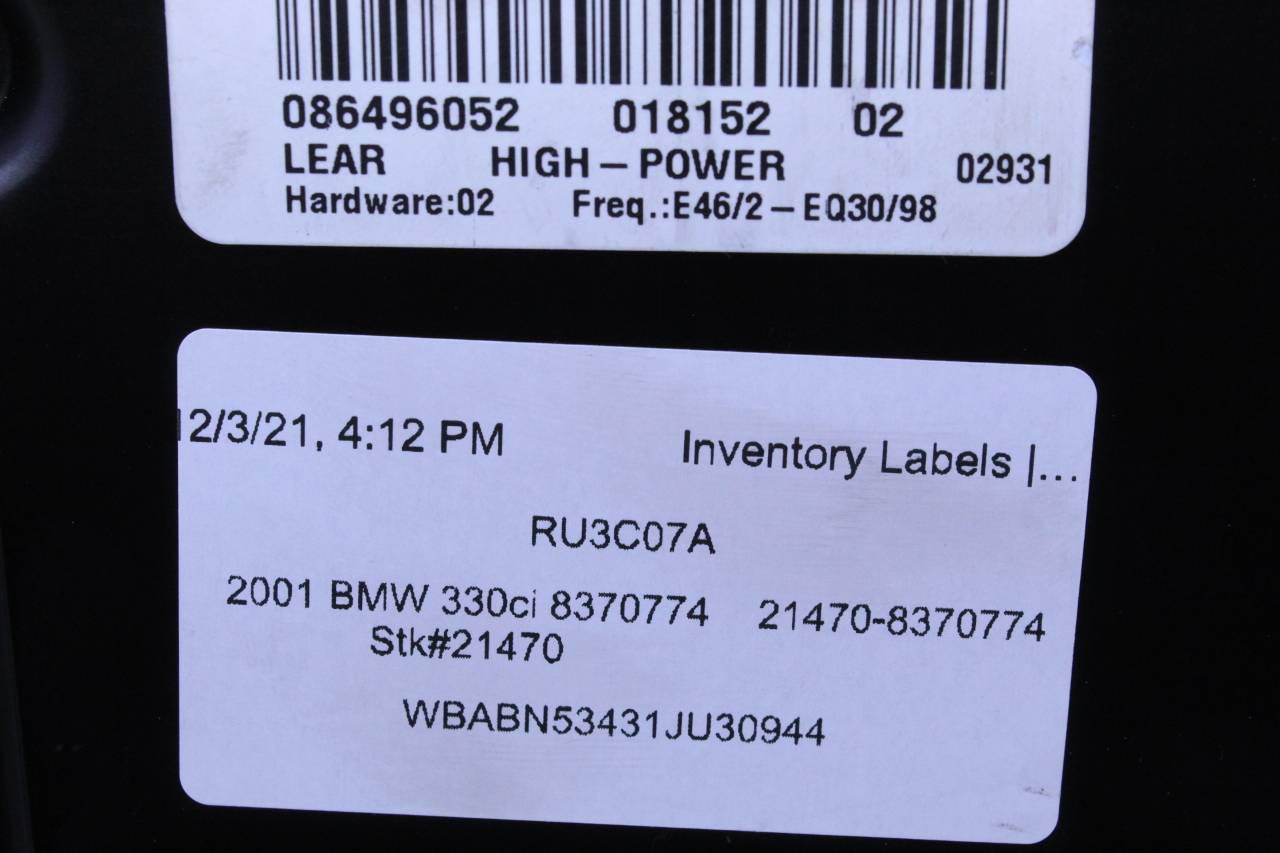 086496052 018152 02
LEAR HIGH–POWER 02931
Hardware:02 Freq.:E46/2–EQ30/98
12/3/21, 4:12 PM Inventory Labels |...
RU3C07A
2001 BMW 330ci 8370774 21470-8370774
Stk#21470
WBABN53431JU30944